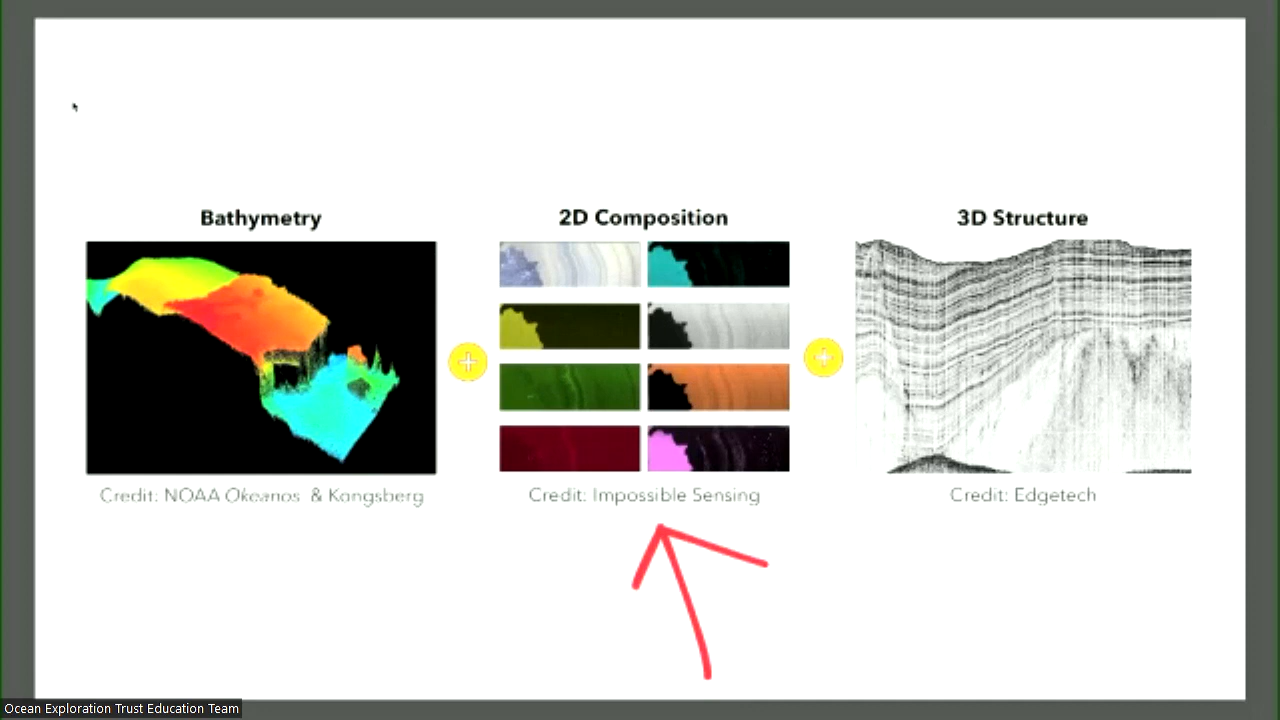 Bathymetry
2D Composition
3D Structure
Credit: NOAA Okeanos & Kongsberg
Credit: Impossible Sensing
Credit: Edgetech
Ocean Exploration Trust Education Team